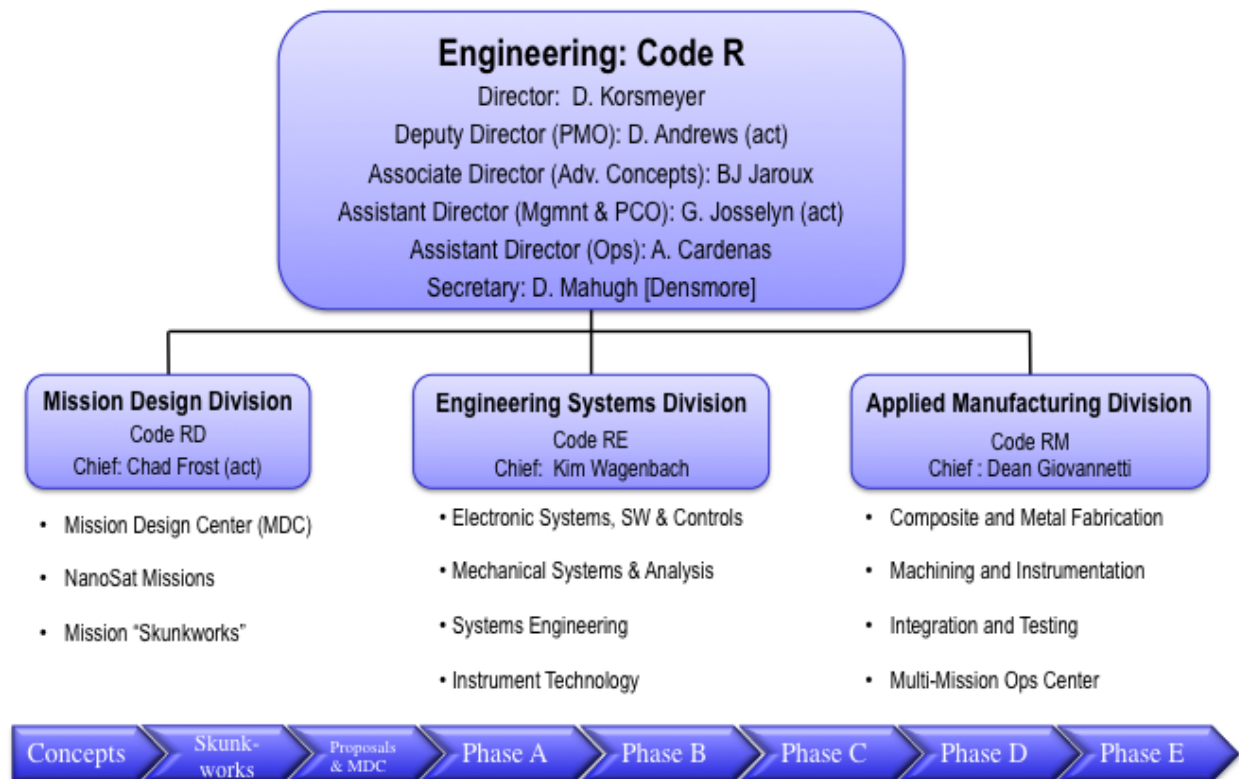 Engineering: Code R
Director: D. Korsmeyer
Deputy Director (PMO): D. Andrews (act)
Associate Director (Adv. Concepts): BJ Jaroux
Assistant Director (Mgmnt & PCO): G. Josselyn (act)
Assistant Director (Ops): A. Cardenas
Secretary: D. Mahugh [Densmore]
Mission Design Division
Code RD
Chief: Chad Frost (act)
• Mission Design Center (MDC)
• NanoSat Missions
• Mission “Skunkworks”
Engineering Systems Division
Code RE
Chief: Kim Wagenbach
• Electronic Systems, SW & Controls
• Mechanical Systems & Analysis
• Systems Engineering
• Instrument Technology
Applied Manufacturing Division
Code RM
Chief : Dean Giovannetti
• Composite and Metal Fabrication
• Machining and Instrumentation
• Integration and Testing
• Multi-Mission Ops Center
Concepts
Skunk-
works
Proposals
& MDC
Phase A
Phase B
Phase C
Phase D
Phase E